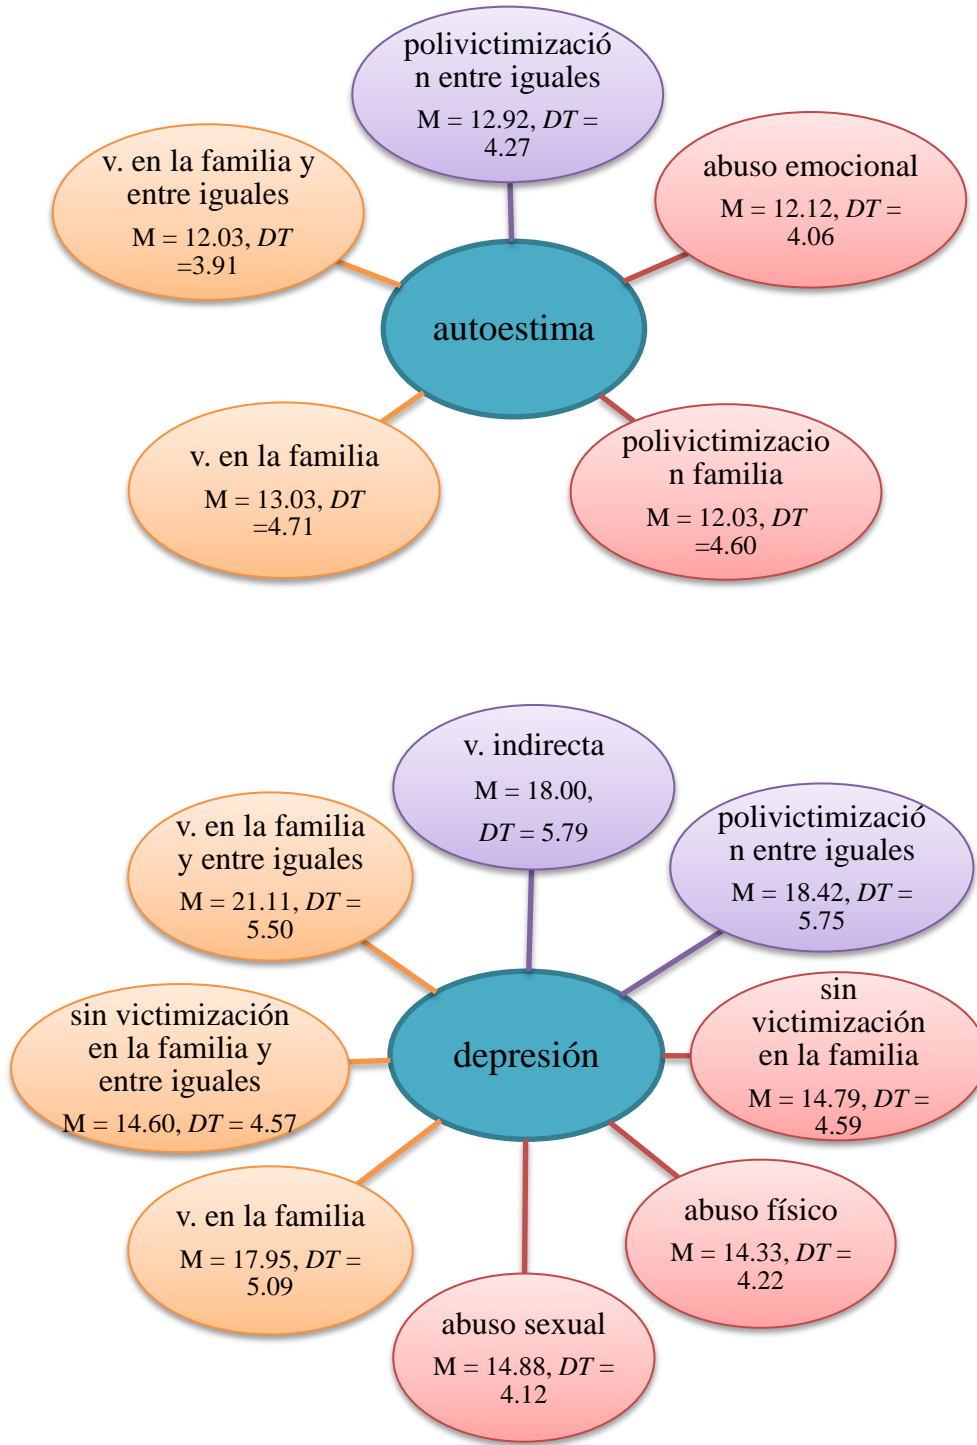 polivictimizació
n entre iguales
M = 12.92, DT =
4.27
v. en la familia y
entre iguales
M = 12.03, DT
=3.91
abuso emocional
M = 12.12, DT =
4.06
autoestima
v. en la familia
M = 13.03, DT
=4.71
polivictimizacio
n familia
M = 12.03, DT
=4.60
v. indirecta
M = 18.00,
DT = 5.79
v. en la familia
y entre iguales
M = 21.11, DT =
5.50
polivictimizació
n entre iguales
M = 18.42, DT =
5.75
sin victimización
en la familia y
entre iguales
M = 14.60, DT = 4.57
depresión
sin
victimización
en la familia
M = 14.79, DT =
4.59
v. en la familia
M = 17.95, DT =
5.09
abuso físico
M = 14.33, DT =
4.22
abuso sexual
M = 14.88, DT =
4.12